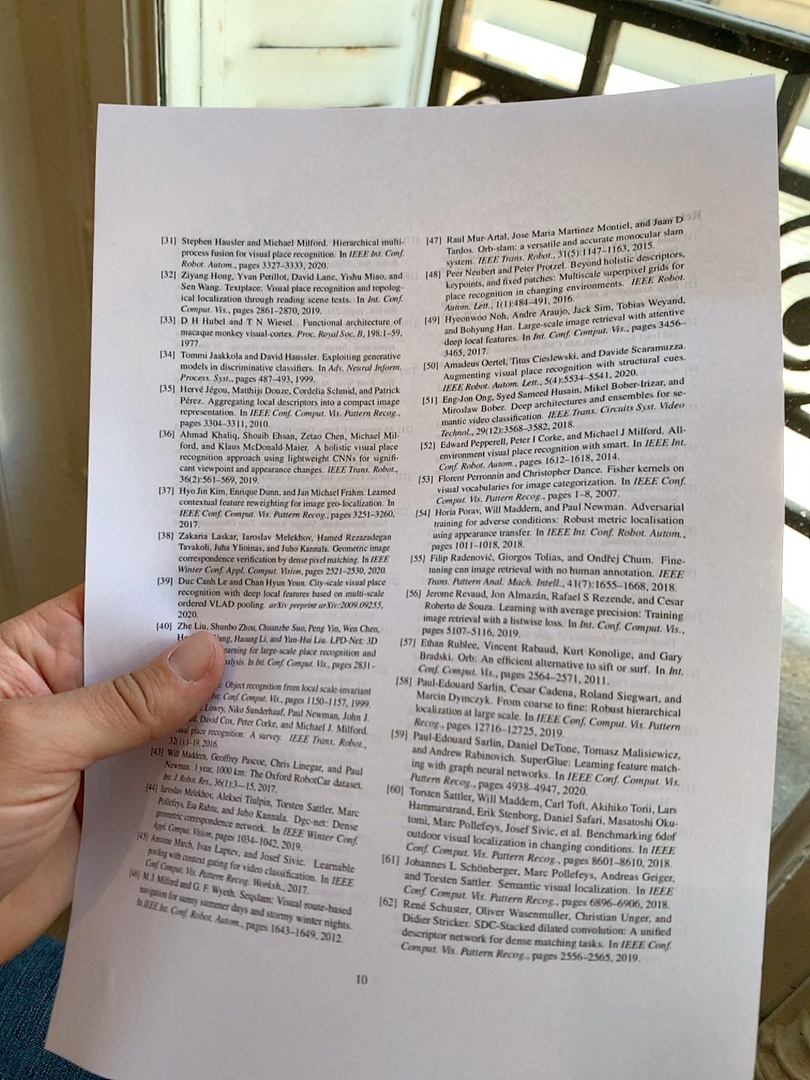 [31] Stephen Hausler and Michael Milford. Hierarchical multi-
process fusion for visual place recognition. In IEEE Int. Conf.
Robot. Autom., pages 3327–3333, 2020.
[32] Ziyang Hong, Yvan Petillot, David Lane, Yishu Miao, and
Sen Wang. Textplace: Visual place recognition and topolog-
ical localization through reading scene texts. In Int. Conf.
Comput. Vis., pages 2861–2870, 2019.
[33] D H Hubel and T N Wiesel. Functional architecture of
macaque monkey visual-cortex. Proc. Royal Soc. B, 198:1–59,
1977.
[34] Tommi Jaakkola and David Haussler. Exploiting generative
models in discriminative classifiers. In Adv. Neural Inform.
Process. Syst., pages 487–493, 1999.
[35] Hervé Jégou, Matthijs Douze, Cordelia Schmid, and Patrick
Pérez. Aggregating local descriptors into a compact image
representation. In IEEE Conf. Comput. Vis. Pattern Recog.,
pages 3304–3311, 2010.
[36] Ahmad Khaliq, Shoaib Ehsan, Zetao Chen, Michael Mil-
ford, and Klaus McDonald-Maier. A holistic visual place
recognition approach using lightweight CNNs for signifi-
cant viewpoint and appearance changes. IEEE Trans. Robot.,
36(2):561–569, 2019.
[37] Hyo Jin Kim, Enrique Dunn, and Jan Michael Frahm. Learned
contextual feature reweighting for image geo-localization. In
IEEE Conf. Comput. Vis. Pattern Recog., pages 3251–3260,
2017.
[38] Zakaria Laskar, Iaroslav Melekhov, Hamed Rezazadegan
Tavakoli, Juha Ylioinas, and Juho Kannala. Geometric image
correspondence verification by dense pixel matching. In IEEE
Winter Conf. Appl. Comput. Vision, pages 2521–2530, 2020.
[39] Duc Canh Le and Chan Hyun Youn. City-scale visual place
recognition with deep local features based on multi-scale
ordered VLAD pooling. arXiv preprint arXiv:2009.09255,
2020.
[40] Zhe Liu, Shunbo Zhou, Chuanzhe Suo, Peng Yin, Wen Chen,
Haoang Li, and Yun-Hui Liu. LPD-Net: 3D
for large-scale place recognition and
In Int. Conf. Comput. Vis., pages 2831–
Object recognition from local scale-invariant
Conf. Comput. Vis., pages 1150–1157, 1999.
Lowry, Niko Sunderhauf, Paul Newman, John J.
David Cox, Peter Corke, and Michael J. Milford.
place recognition: A survey. IEEE Trans. Robot.,
32(1):1–19, 2016.
[43] Will Maddern, Geoffrey Pascoe, Chris Linegar, and Paul
Newman. 1 year, 1000 km: The Oxford RobotCar dataset.
Int. J. Robot. Res., 36(1):3–15, 2017.
[44] Iaroslav Melekhov, Aleksei Tiulpin, Torsten Sattler, Marc
Pollefeys, Esa Rahtu, and Juho Kannala. Dgc-net: Dense
geometric correspondence network. In IEEE Winter Conf.
Appl. Comput. Vision, pages 1034–1042, 2019.
[45] Antoine Miech, Ivan Laptev, and Josef Sivic. Learnable
pooling with context gating for video classification. In IEEE
Conf. Comput. Vis. Pattern Recog. Worksh., 2017.
[46] M. J. Milford and G. F. Wyeth. Seqslam: Visual route-based
navigation for sunny summer days and stormy winter nights.
In IEEE Int. Conf. Robot. Autom., pages 1643–1649, 2012.
[47] Raul Mur-Artal, Jose Maria Martinez Montiel, and Juan D
Tardos. Orb-slam: a versatile and accurate monocular slam
system. IEEE Trans. Robot., 31(5):1147–1163, 2015.
[48] Peer Neubert and Peter Protzel. Beyond holistic descriptors,
keypoints, and fixed patches: Multiscale superpixel grids for
place recognition in changing environments. IEEE Robot.
Autom. Lett., 1(1):484–491, 2016.
[49] Hyeonwoo Noh, Andre Araujo, Jack Sim, Tobias Weyand,
and Bohyung Han. Large-scale image retrieval with attentive
deep local features. In Int. Conf. Comput. Vis., pages 3456–
3465, 2017.
[50] Amadeus Oertel, Titus Cieslewski, and Davide Scaramuzza.
Augmenting visual place recognition with structural cues.
IEEE Robot. Autom. Lett., 5(4):5534–5541, 2020.
[51] Eng-Jon Ong, Syed Sameed Husain, Mikel Bober-Irizar, and
Miroslaw Bober. Deep architectures and ensembles for se-
mantic video classification. IEEE Trans. Circuits Syst. Video
Technol., 29(12):3568–3582, 2018.
[52] Edward Pepperell, Peter I Corke, and Michael J Milford. All-
environment visual place recognition with smart. In IEEE Int.
Conf. Robot. Autom., pages 1612–1618, 2014.
[53] Florent Perronnin and Christopher Dance. Fisher kernels on
visual vocabularies for image categorization. In IEEE Conf.
Comput. Vis. Pattern Recog., pages 1–8, 2007.
[54] Horia Porav, Will Maddern, and Paul Newman. Adversarial
training for adverse conditions: Robust metric localisation
using appearance transfer. In IEEE Int. Conf. Robot. Autom.,
pages 1011–1018, 2018.
[55] Filip Radenović, Giorgos Tolias, and Ondřej Chum. Fine-
tuning cnn image retrieval with no human annotation. IEEE
Trans. Pattern Anal. Mach. Intell., 41(7):1655–1668, 2018.
[56] Jerome Revaud, Jon Almazán, Rafael S Rezende, and Cesar
Roberto de Souza. Learning with average precision: Training
image retrieval with a listwise loss. In Int. Conf. Comput. Vis.,
pages 5107–5116, 2019.
[57] Ethan Rublee, Vincent Rabaud, Kurt Konolige, and Gary
Bradski. Orb: An efficient alternative to sift or surf. In Int.
Conf. Comput. Vis., pages 2564–2571, 2011.
[58] Paul-Edouard Sarlin, Cesar Cadena, Roland Siegwart, and
Marcin Dymczyk. From coarse to fine: Robust hierarchical
localization at large scale. In IEEE Conf. Comput. Vis. Pattern
Recog., pages 12716–12725, 2019.
[59] Paul-Edouard Sarlin, Daniel DeTone, Tomasz Malisiewicz,
and Andrew Rabinovich. SuperGlue: Learning feature match-
ing with graph neural networks. In IEEE Conf. Comput. Vis.
Pattern Recog., pages 4938–4947, 2020.
[60] Torsten Sattler, Will Maddern, Carl Toft, Akihiko Torii, Lars
Hammarstrand, Erik Stenborg, Daniel Safari, Masatoshi Oku-
tomi, Marc Pollefeys, Josef Sivic, et al. Benchmarking 6dof
outdoor visual localization in changing conditions. In IEEE
Conf. Comput. Vis. Pattern Recog., pages 8601–8610, 2018.
[61] Johannes L Schönberger, Marc Pollefeys, Andreas Geiger,
and Torsten Sattler. Semantic visual localization. In IEEE
Conf. Comput. Vis. Pattern Recog., pages 6896–6906, 2018.
[62] René Schuster, Oliver Wasenmuller, Christian Unger, and
Didier Stricker. SDC-Stacked dilated convolution: A unified
descriptor network for dense matching tasks. In IEEE Conf.
Comput. Vis. Pattern Recog., pages 2556–2565, 2019.
10